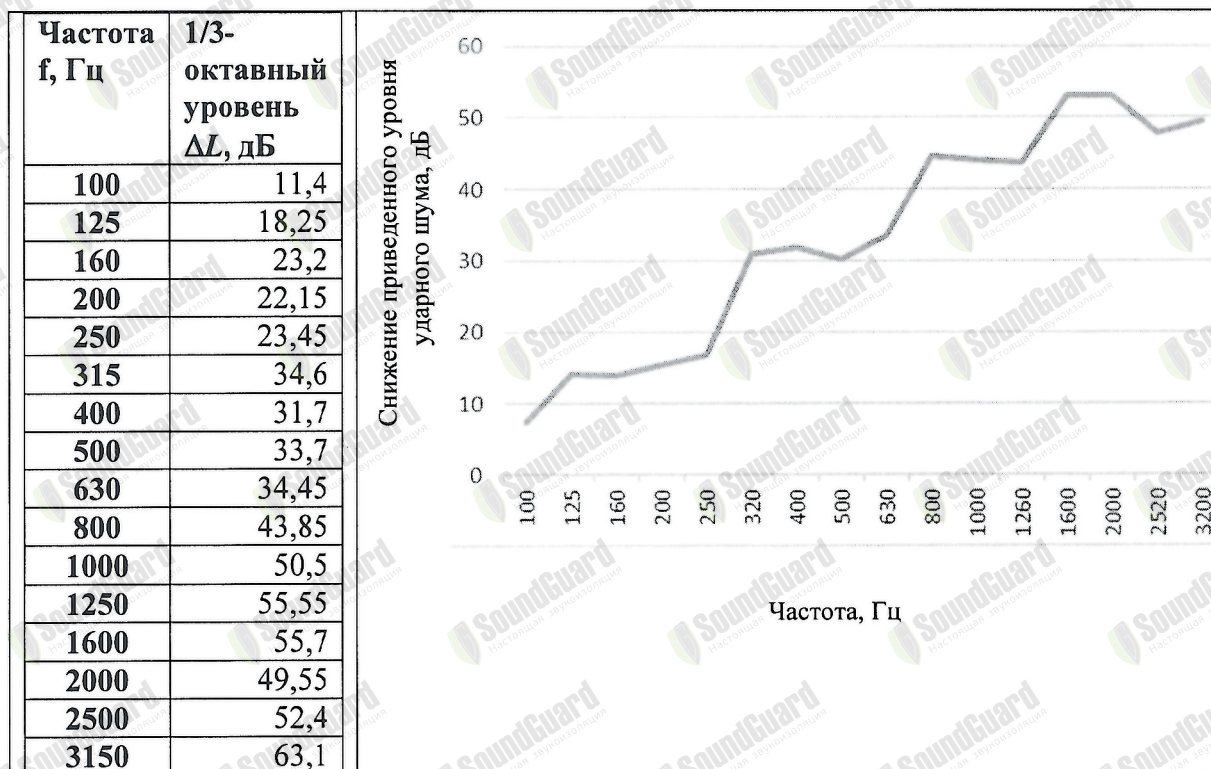 Частота 1/3-
f, Гц октавный
уровень
ΔL, дБ
100 11,4
125 18,25
160 23,2
200 22,15
250 23,45
315 34,6
400 31,7
500 33,7
630 34,45
800 43,85
1000 50,5
1250 55,55
1600 55,7
2000 49,55
2500 52,4
3150 63,1
Снижение приведенного уровня
ударного шума, дБ
60
50
40
30
20
10
0
100 125 160 200 250 320 400 500 630 800 1000 1260 1600 2000 2520 3200
Частота, Гц
SoundGuard
Настоящая звукоизоляция